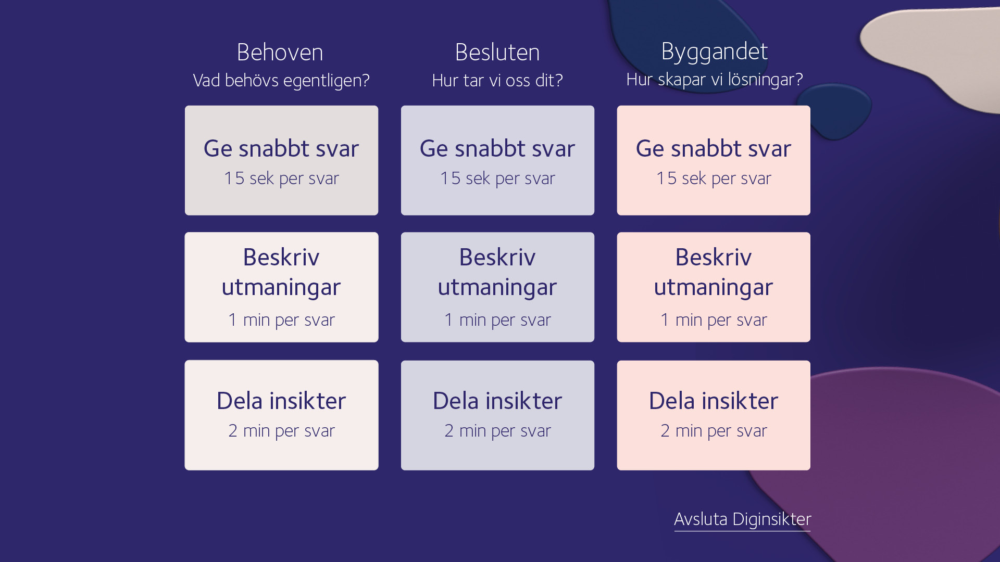 Behoven
Vad behövs egentligen?
Besluten
Hur tar vi oss dit?
Byggandet
Hur skapar vi lösningar?
Ge snabbt svar
15 sek per svar
Ge snabbt svar
15 sek per svar
Ge snabbt svar
15 sek per svar
Beskriv
utmaningar
1 min per svar
Beskriv
utmaningar
1 min per svar
Beskriv
utmaningar
1 min per svar
Dela insikter
2 min per svar
Dela insikter
2 min per svar
Dela insikter
2 min per svar
Avsluta Diginsikter